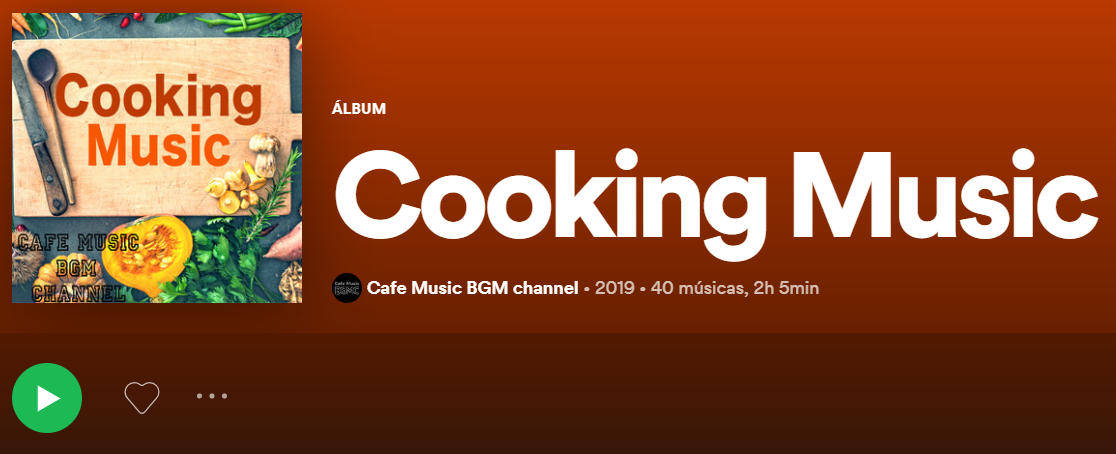 Cooking
Music
CAFE MUSIC
BGM
CHANNEL
ÁLBUM
Cooking Music
Cafe Music BGM channel • 2019 • 40 músicas, 2h 5min